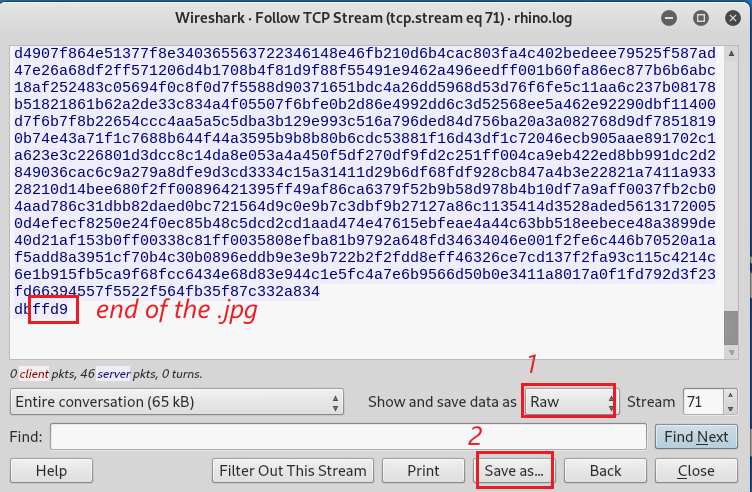 Wireshark · Follow TCP Stream (tcp.stream eq 71) · rhino.log
d4907f864e51377f8e340365563722346148e46fb210d6b4cac803fa4c402bedeee79525f587ad
47e26a68df2ff571206d4b1708b4f81d9f88f55491e9462a496eedff001b60fa86ec877b6b6abc
18af252483c05694f0c8f0d7f5588d90371651bdc4a26dd5968d53d76f6fe5c11aa6c237b08178
b51821861b62a2de33c834a4f05507f6bfe0b2d86e4992dd6c3d52568ee5a462e92290dbf11400
d7f6b7f8b22654ccc4aa5a5c5dba3b129e993c516a796ded84d756ba20a3a082768d9df7851819
0b74e43a71f1c7688b644f44a3595b9b8b80b6cdc53881f16d43df1c72046ecb905aae891702c1
a623e3c226801d3dcc8c14da8e053a4a450f5df270df9fd2c251ff004ca9eb422ed8bb991dc2d2
849036cac6c9a279a8dfe9d3cd3334c15a31411d29b6df68fdf928cb847a4b3e22821a7411a933
28210d14bee680f2ff00896421395ff49af86ca6379f52b9b58d978b4b10df7a9aff0037fb2cb0
4aad786c31dbb82daed0bc721564d9c0e9b7c3dbf9b27127a86c1135414d3528aded5613172005
0d4efecf8250e24f0ec85b48c5dcd2cd1aad474e47615ebfeae4a44c63bb518eebece48a3899de
40d21af153b0ff00338c81ff0035808efba81b9792a648fd34634046e001f2fe6c446b70520a1a
f5add8a3951cf70b4c30b0896eddb9e3e9b722b2f2fdd8eff46326ce7cd137f2fa93c115c4214c
6e1b915fb5ca9f68fcc6434e68d83e944c1e5fc4a7e6b9566d50b0e3411a8017a0f1fd792d3f23
fd66394557f5522f564fb35f87c332a834
dbffd9 end of the .jpg
0 client pkts, 46 server pkts, 0 turns.
1
Entire conversation (65 kB) Show and save data as Raw Stream 71
2
Find: Find Next
Help Filter Out This Stream Print Save as... Back Close